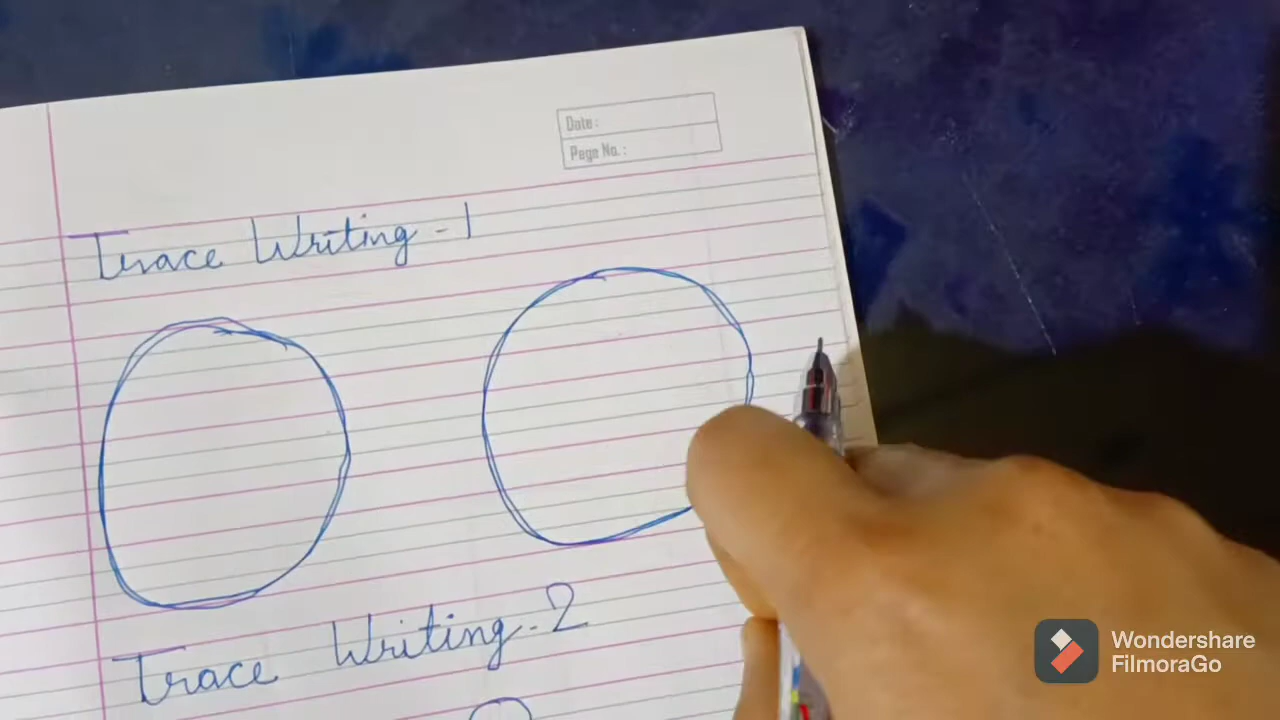 Date :
Page No. :
Trace Writing - 1
Trace Writing - 2
Wondershare
FilmoraGo